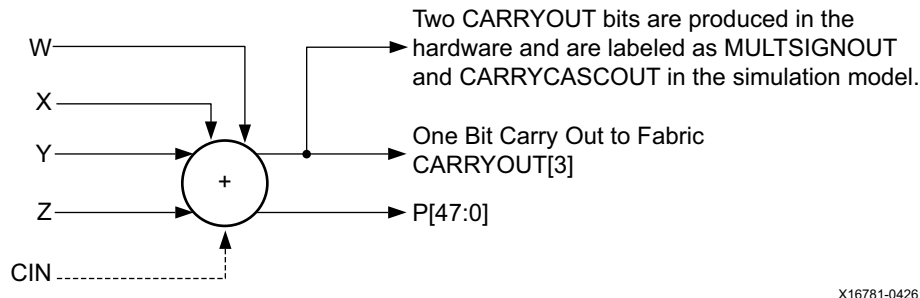 Two CARRYOUT bits are produced in the
hardware and are labeled as MULTSIGNOUT
and CARRYCASCOUT in the simulation model.
W
X
One Bit Carry Out to Fabric
CARRYOUT[3]
Y
+
Z
P[47:0]
CIN
X16781-0426